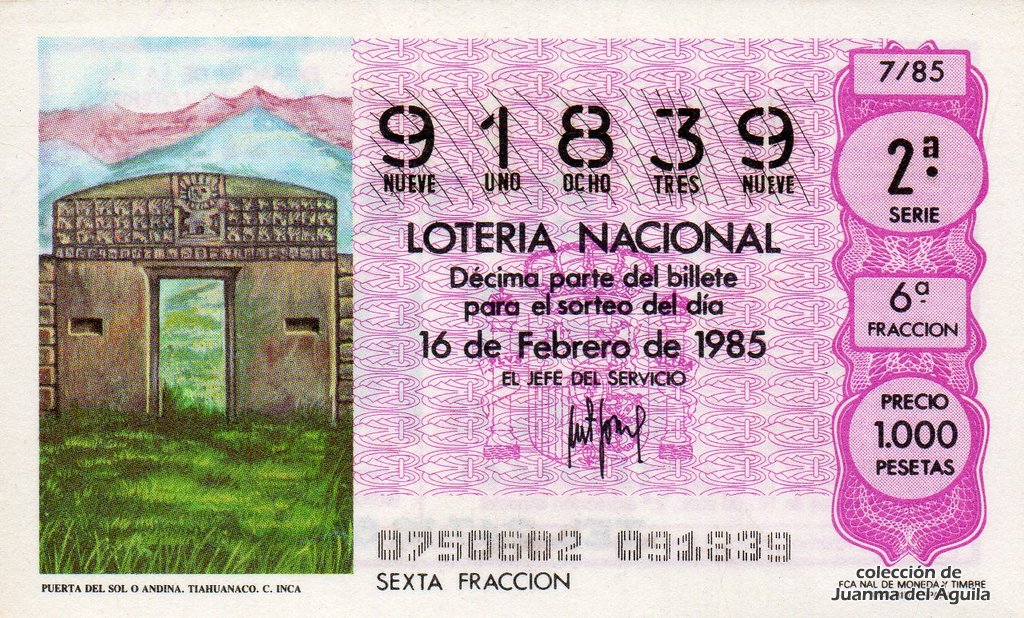 7/85
91839
NUEVE UNO OCHO TRES NUEVE
2ª
SERIE
LOTERIA NACIONAL
Décima parte del billete
para el sorteo del día
16 de Febrero de 1985
EL JEFE DEL SERVICIO
6ª
FRACCION
PRECIO
1.000
PESETAS
0750602 091839
SEXTA FRACCION
PUERTA DEL SOL O ANDINA. TIAHUANACO. C. INCA
FCA NAL DE MONEDA Y TIMBRE
colección de
Juanma del Aguila